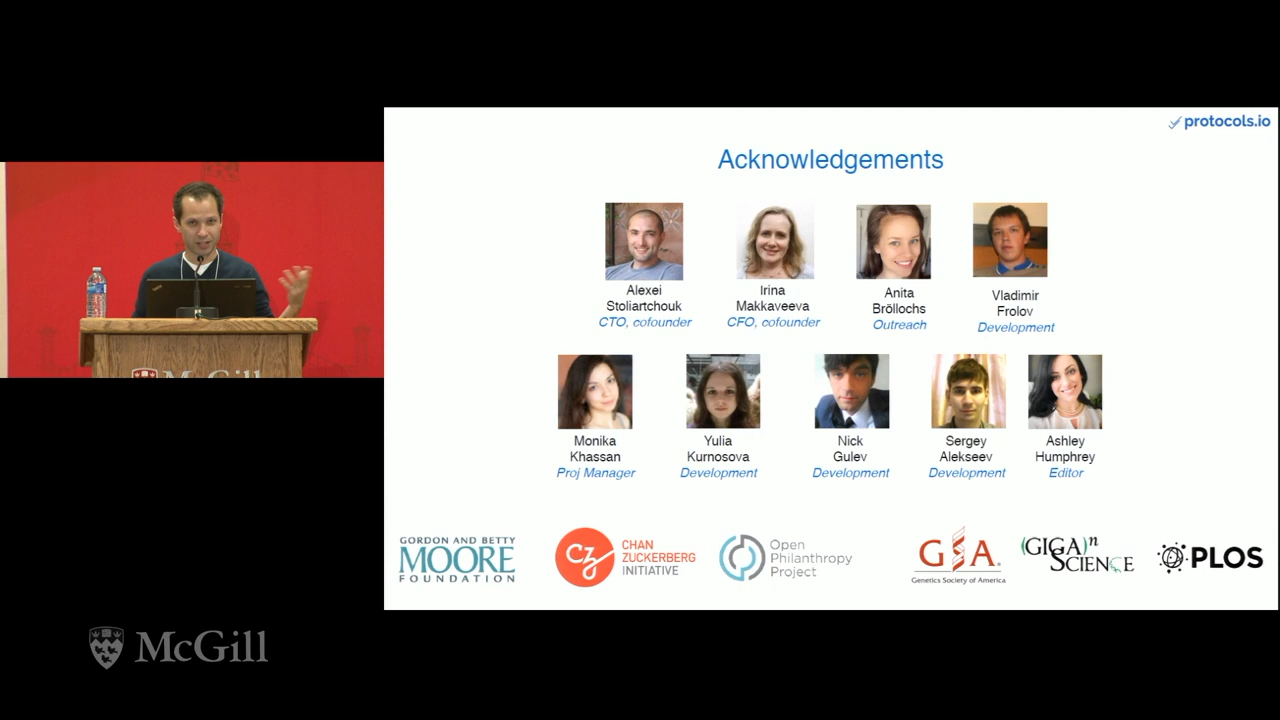 protocols.io
Acknowledgements
Alexei
Stoliartchouk
CTO, cofounder
Irina
Makkaveeva
CFO, cofounder
Anita
Bröllochs
Outreach
Vladimir
Frolov
Development
Monika
Khassan
Proj Manager
Yulia
Kurnosova
Development
Nick
Gulev
Development
Sergey
Alekseev
Development
Ashley
Humphrey
Editor
GORDON AND BETTY
MOORE
FOUNDATION
CZ
CHAN
ZUCKERBERG
INITIATIVE
Open
Philanthropy
Project
GSA
Genetics Society of America
(GIGA)n
SCIENCE
PLOS
McGill
McGill